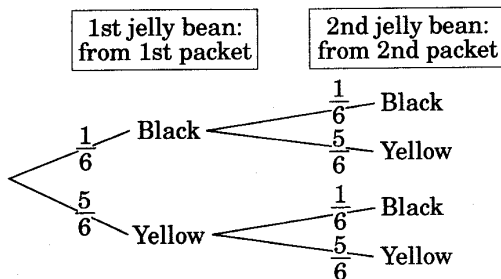 1st jelly bean:
from 1st packet
2nd jelly bean:
from 2nd packet
1/6 Black
1/6 Black
5/6 Yellow
5/6 Yellow
1/6 Black
5/6 Yellow